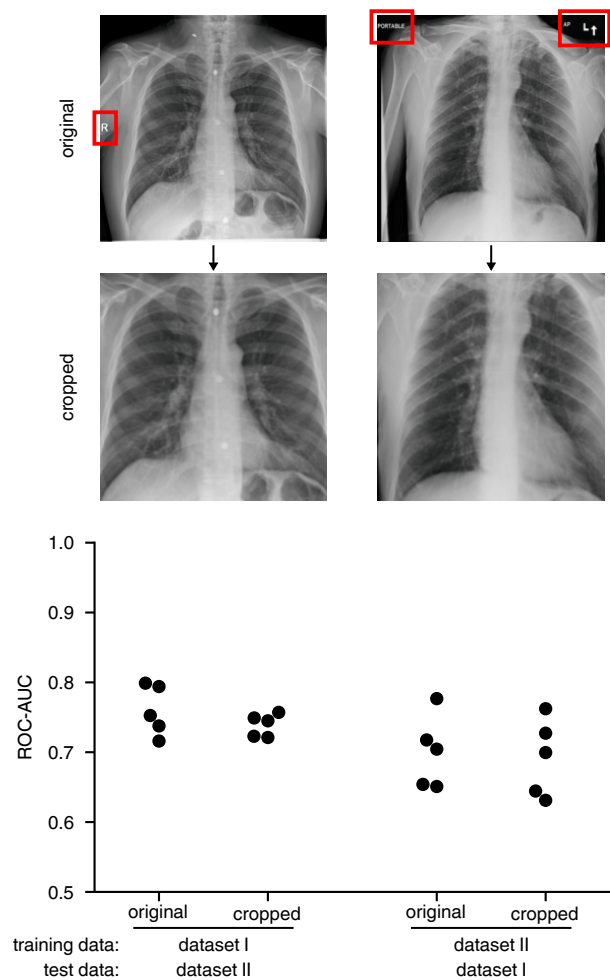 original
R
PORTABLE
AP
L
cropped
ROC-AUC
1.0
0.9
0.8
0.7
0.6
0.5
original cropped original cropped
training data: dataset I dataset II
test data: dataset II dataset I